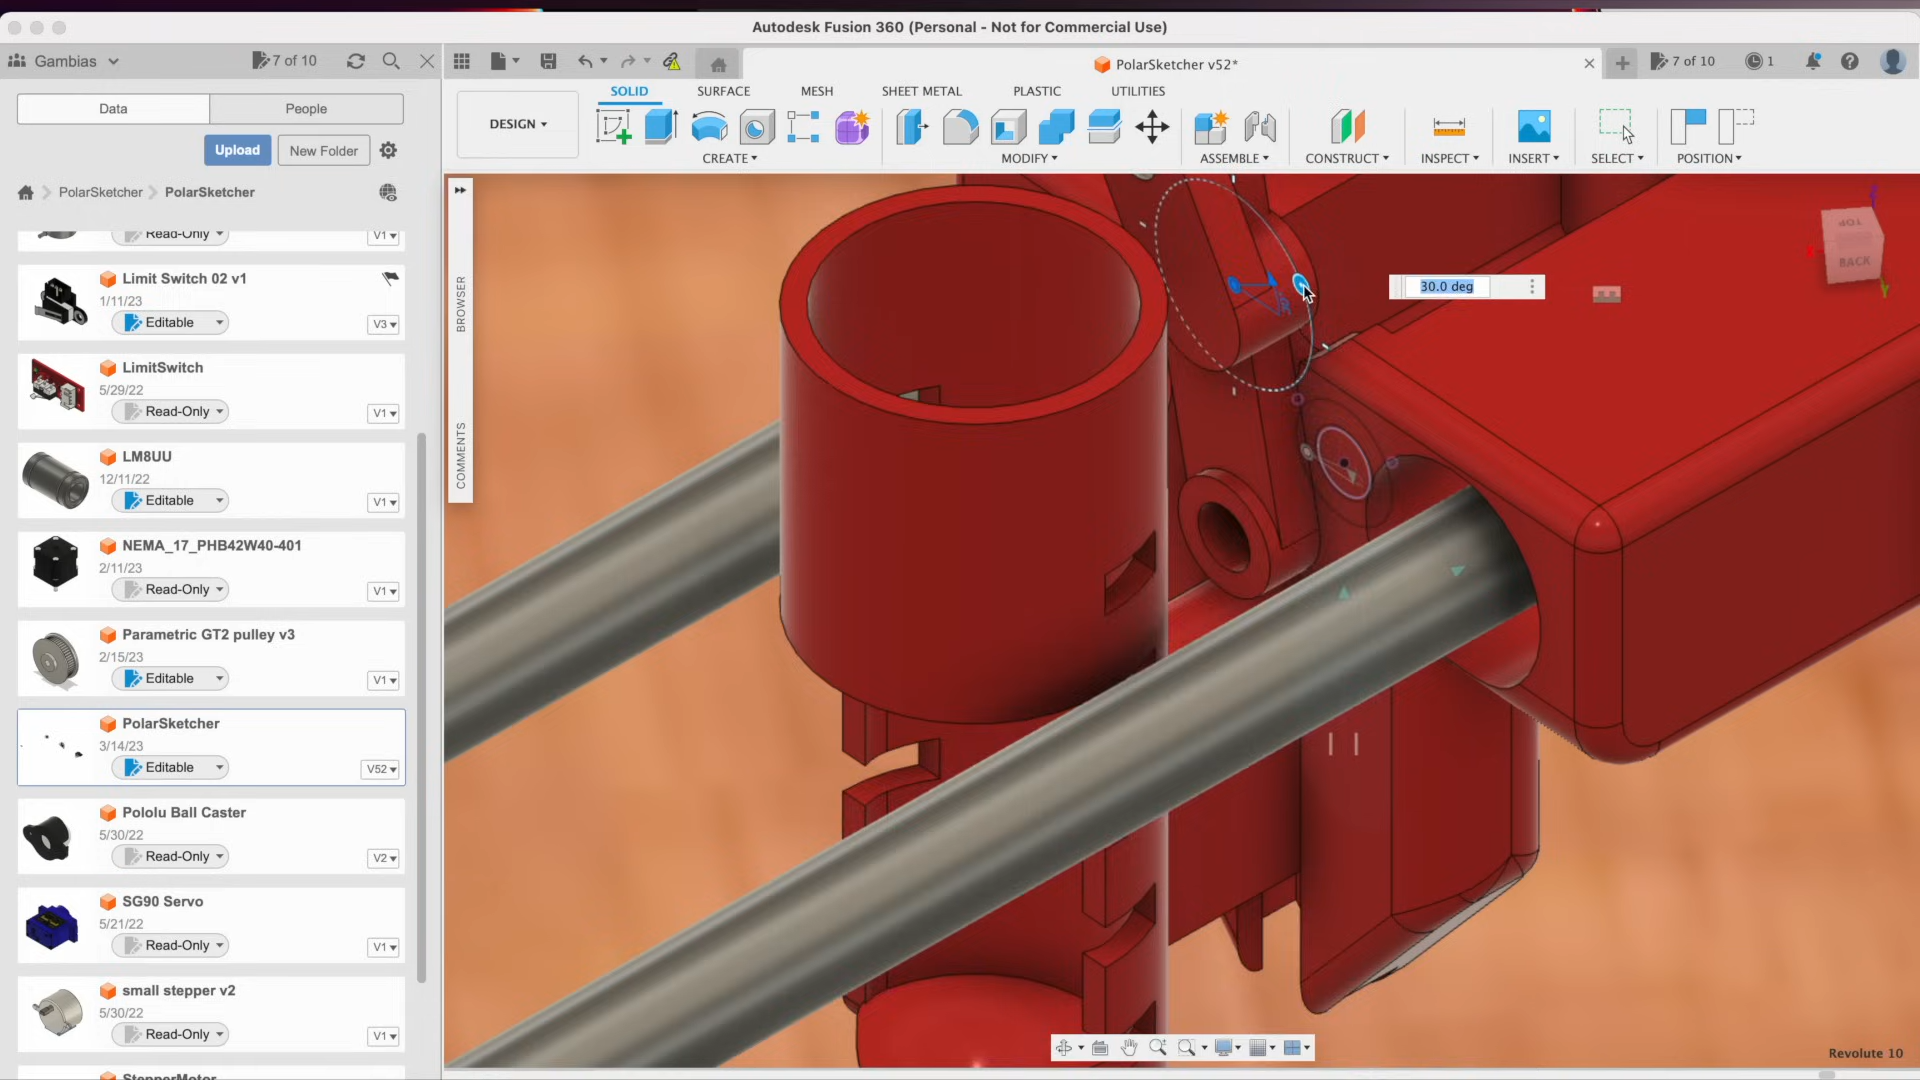 Autodesk Fusion 360 (Personal - Not for Commercial Use)
Gambias
7 of 10
PolarSketcher v52*
7 of 10
1
Data
People
Upload
New Folder
PolarSketcher
PolarSketcher
SOLID
SURFACE
MESH
SHEET METAL
PLASTIC
UTILITIES
DESIGN
CREATE
MODIFY
ASSEMBLE
CONSTRUCT
INSPECT
INSERT
SELECT
POSITION
Read-Only
V1
Limit Switch 02 v1
1/11/23
Editable
V3
LimitSwitch
5/29/22
Read-Only
V1
LM8UU
12/11/22
Editable
V1
NEMA_17_PHB42W40-401
2/11/23
Read-Only
V1
Parametric GT2 pulley v3
2/15/23
Editable
V1
PolarSketcher
3/14/23
Editable
V52
Pololu Ball Caster
5/30/22
Read-Only
V2
SG90 Servo
5/21/22
Read-Only
V1
small stepper v2
5/30/22
Read-Only
V1
StepperMotor
BROWSER
COMMENTS
30.0 deg
TOP
BACK
Revolute 10